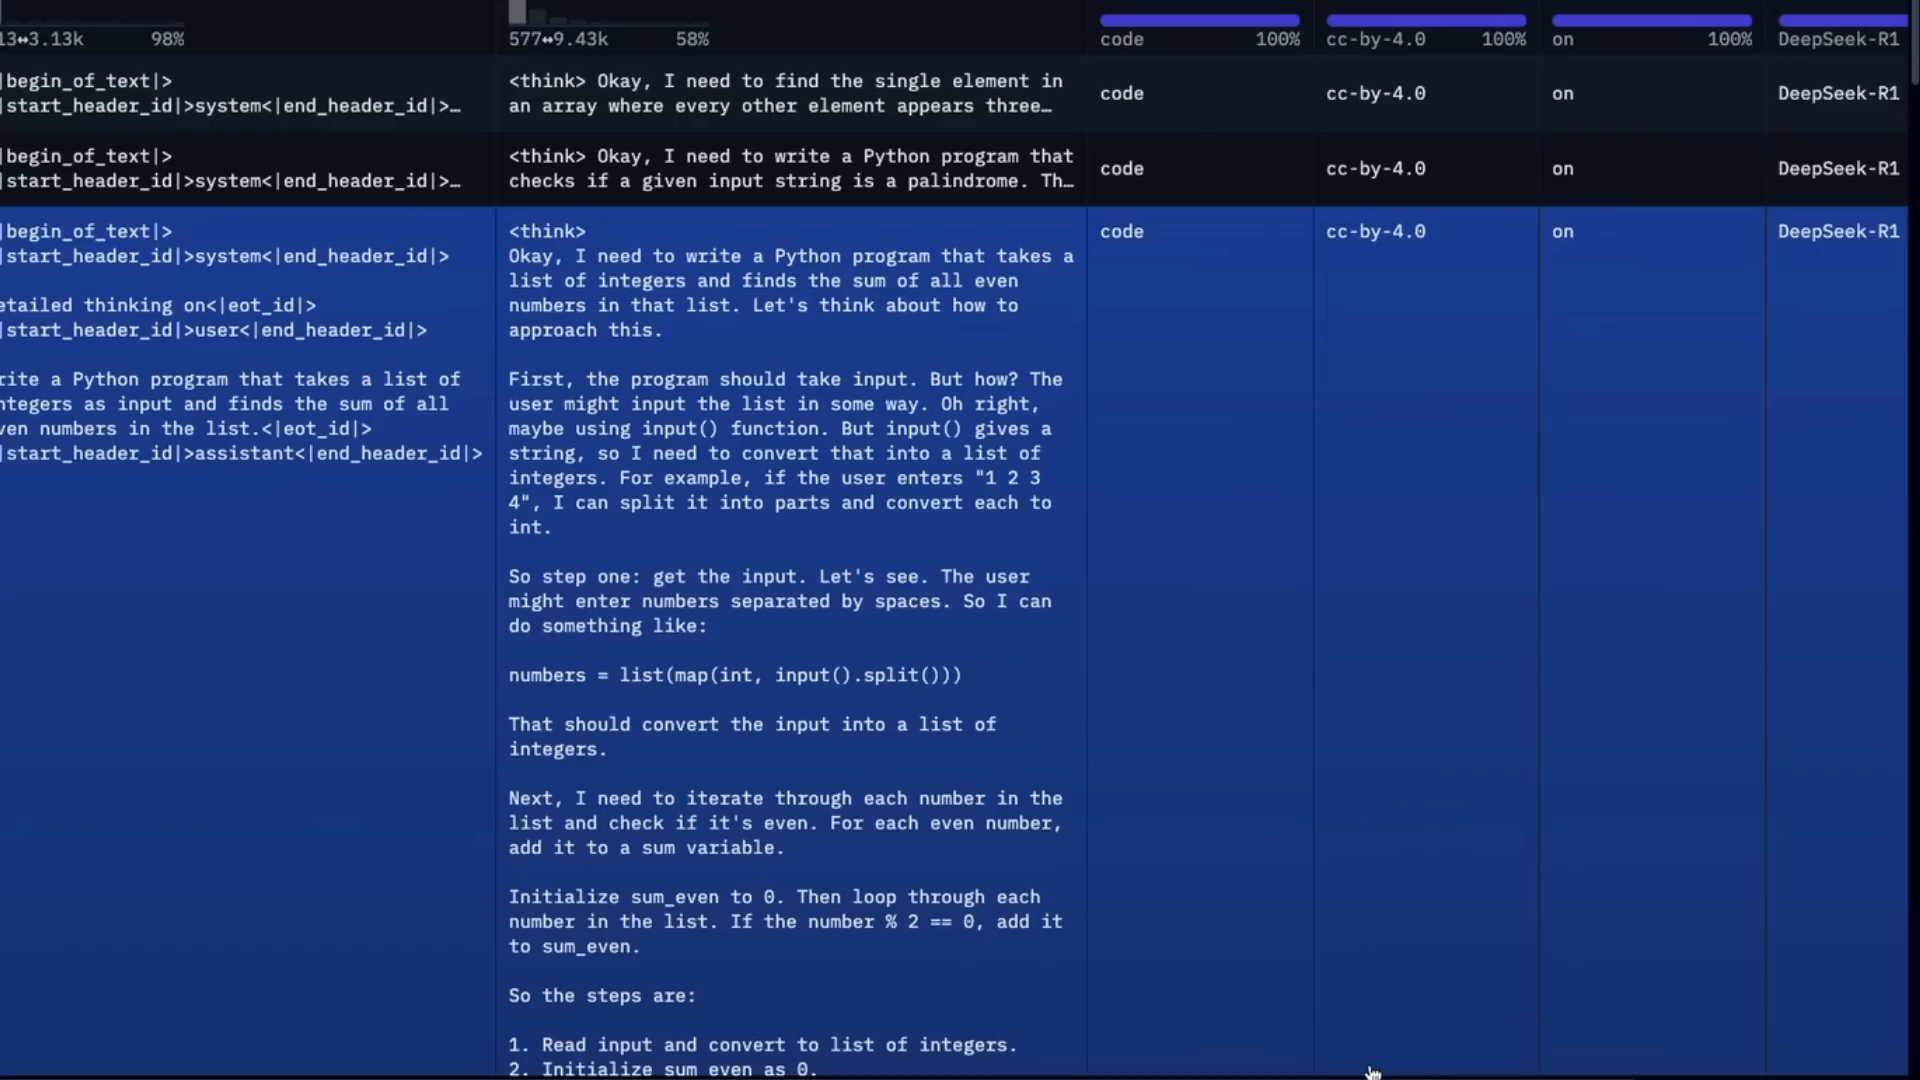 13↔3.13k 98%
577↔9.43k 58%
code 100%
cc-by-4.0 100%
on 100%
DeepSeek-R1
|begin_of_text|>
|start_header_id|>system<|end_header_id|>…
<think> Okay, I need to find the single element in
an array where every other element appears three…
code
cc-by-4.0
on
DeepSeek-R1
|begin_of_text|>
|start_header_id|>system<|end_header_id|>…
<think> Okay, I need to write a Python program that
checks if a given input string is a palindrome. Th…
code
cc-by-4.0
on
DeepSeek-R1
|begin_of_text|>
|start_header_id|>system<|end_header_id|>
etailed thinking on<|eot_id|>
|start_header_id|>user<|end_header_id|>
rite a Python program that takes a list of
ntegers as input and finds the sum of all
ven numbers in the list.<|eot_id|>
|start_header_id|>assistant<|end_header_id|>
<think>
Okay, I need to write a Python program that takes a
list of integers and finds the sum of all even
numbers in that list. Let's think about how to
approach this.
First, the program should take input. But how? The
user might input the list in some way. Oh right,
maybe using input() function. But input() gives a
string, so I need to convert that into a list of
integers. For example, if the user enters "1 2 3
4", I can split it into parts and convert each to
int.
So step one: get the input. Let's see. The user
might enter numbers separated by spaces. So I can
do something like:
numbers = list(map(int, input().split()))
That should convert the input into a list of
integers.
Next, I need to iterate through each number in the
list and check if it's even. For each even number,
add it to a sum variable.
Initialize sum_even to 0. Then loop through each
number in the list. If the number % 2 == 0, add it
to sum_even.
So the steps are:
1. Read input and convert to list of integers.
2. Initialize sum_even as 0.
code
cc-by-4.0
on
DeepSeek-R1